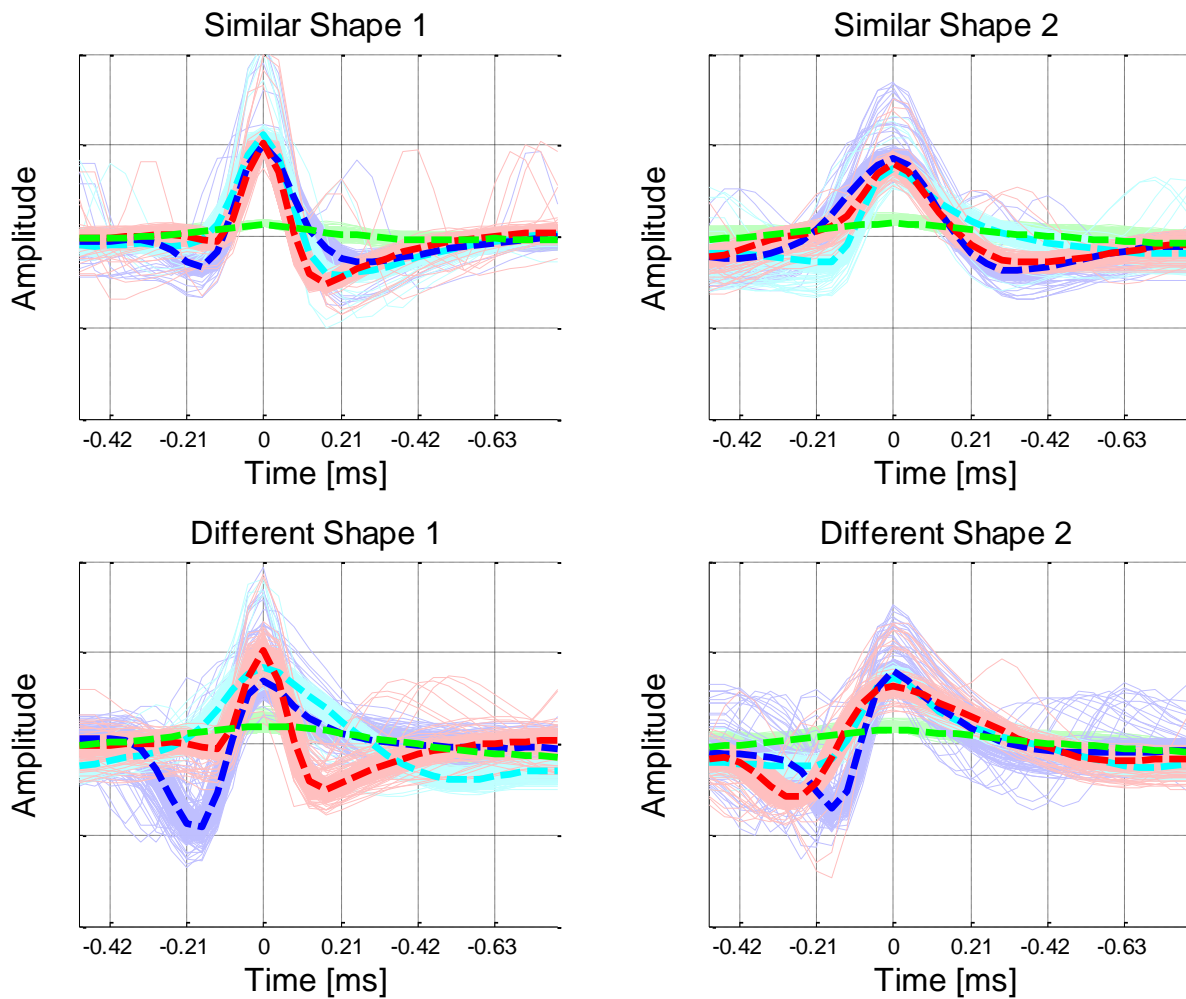 Similar Shape 1
Amplitude
-0.42 -0.21 0 0.21 -0.42 -0.63
Time [ms]
Similar Shape 2
Amplitude
-0.42 -0.21 0 0.21 -0.42 -0.63
Time [ms]
Different Shape 1
Amplitude
-0.42 -0.21 0 0.21 -0.42 -0.63
Time [ms]
Different Shape 2
Amplitude
-0.42 -0.21 0 0.21 -0.42 -0.63
Time [ms]